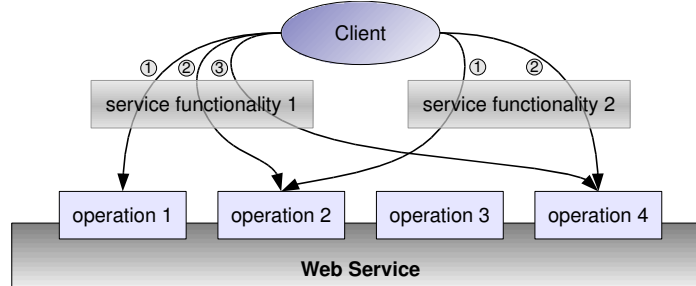 Client
① ② ③ ① ②
service functionality 1 service functionality 2
operation 1 operation 2 operation 3 operation 4
Web Service